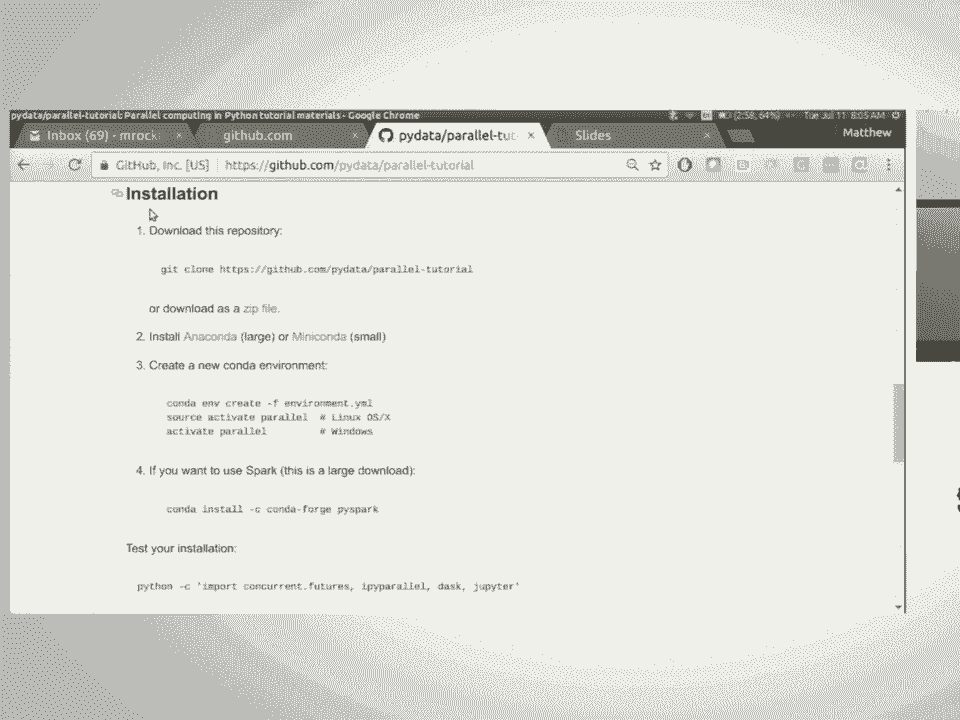 pydata/parallel-tutorial: Parallel computing in Python tutorial materials - Google Chrome
(2:58, 64%) Tue Jul 11 8:05 AM
Inbox (69) - mrock
github.com
pydata/parallel-tut
Slides
Matthew
GitHub, Inc. [US] https://github.com/pydata/parallel-tutorial
Installation
1. Download this repository:
git clone https://github.com/pydata/parallel-tutorial
or download as a zip file.
2. Install Anaconda (large) or Miniconda (small)
3. Create a new conda environment:
conda env create -f environment.yml
source activate parallel # Linux OS/X
activate parallel # Windows
4. If you want to use Spark (this is a large download):
conda install -c conda-forge pyspark
Test your installation:
python -c 'import concurrent.futures, ipyparallel, dask, jupyter'